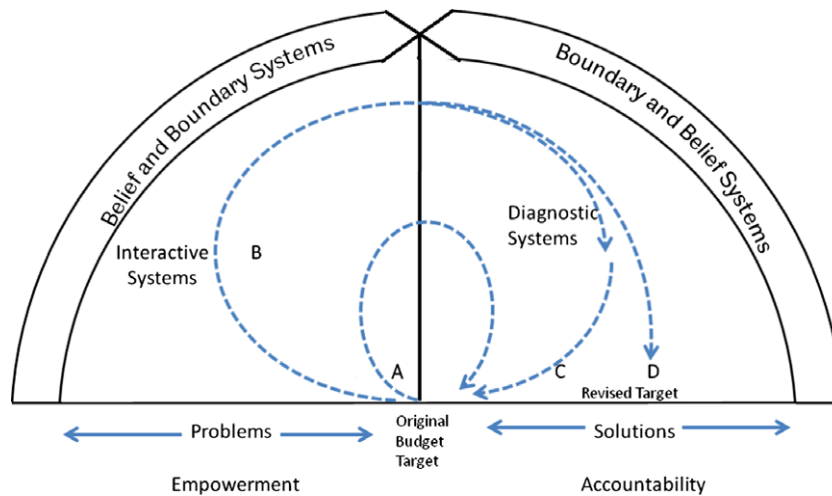 Belief and Boundary Systems
Boundary and Belief Systems
Interactive
Systems
B
Diagnostic
Systems
A
C
D
Revised Target
Problems
Original
Budget
Target
Solutions
Empowerment
Accountability